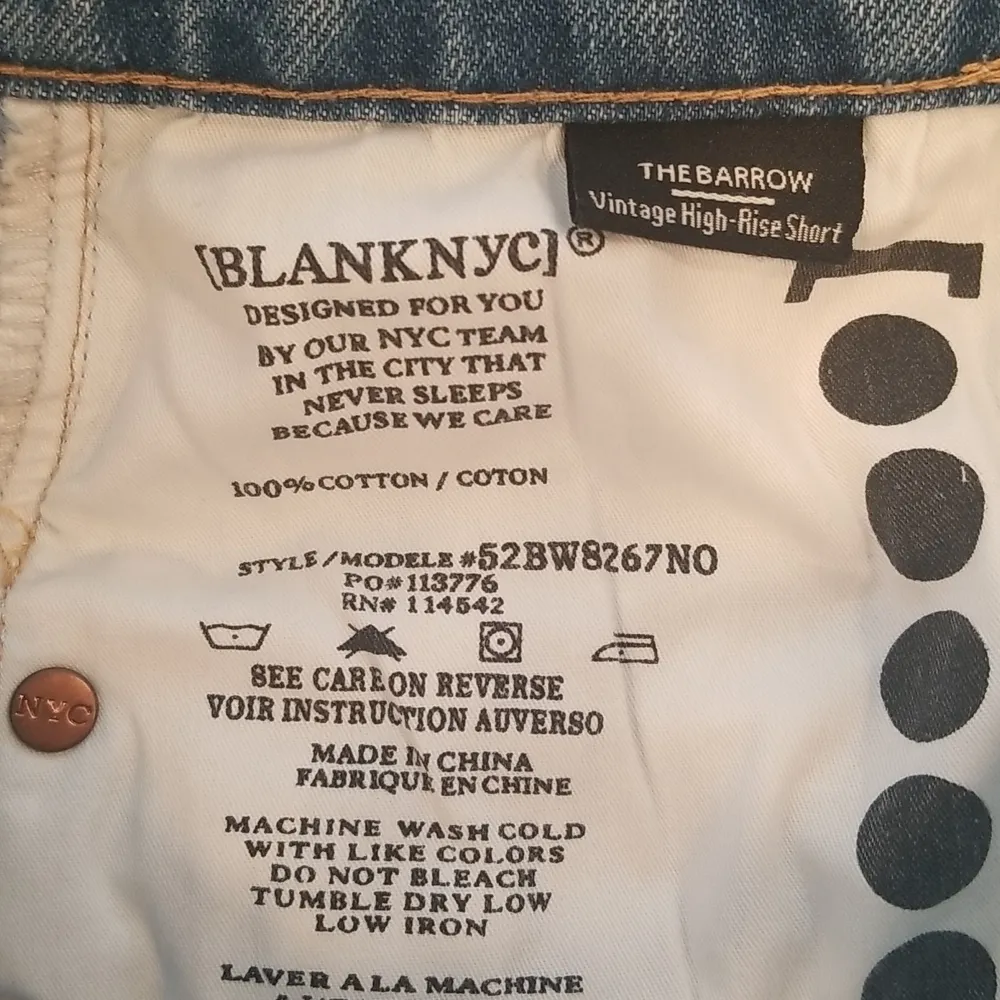 THE BARROW
Vintage High-Rise Short
[BLANKNYC]®
DESIGNED FOR YOU
BY OUR NYC TEAM
IN THE CITY THAT
NEVER SLEEPS
BECAUSE WE CARE
100% COTTON / COTON
STYLE / MODELE #52BW8267NO
PO# 113776
RN# 114542
SEE CARE ON REVERSE
VOIR INSTRUCTION AUVERSO
NYC
MADE IN CHINA
FABRIQUE EN CHINE
MACHINE WASH COLD
WITH LIKE COLORS
DO NOT BLEACH
TUMBLE DRY LOW
LOW IRON
LAVER A LA MACHINE